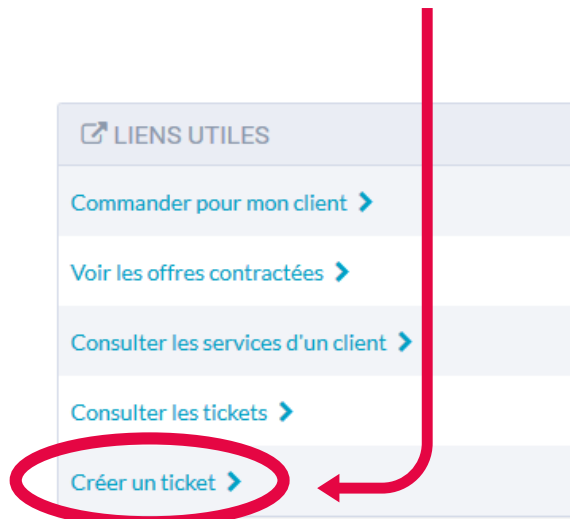 LIENS UTILES
Commander pour mon client
Voir les offres contractées
Consulter les services d'un client
Consulter les tickets
Créer un ticket